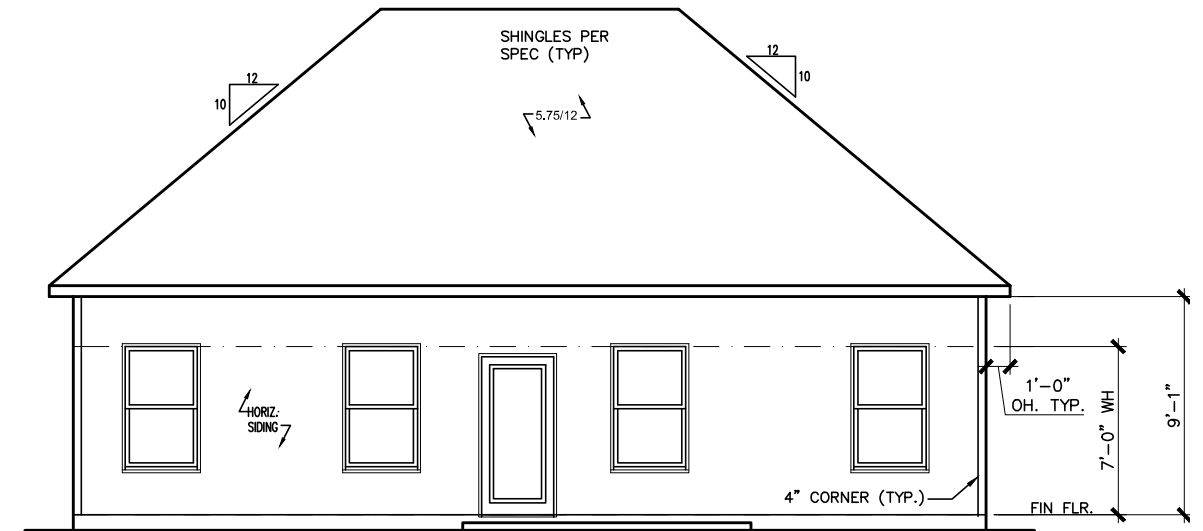 SHINGLES PER
SPEC (TYP)
12
10
12
10
5.75/12
HORIZ.
SIDING
1'-0"
OH. TYP.
7'-0" WH
9'-1"
4" CORNER (TYP.)
FIN FLR.